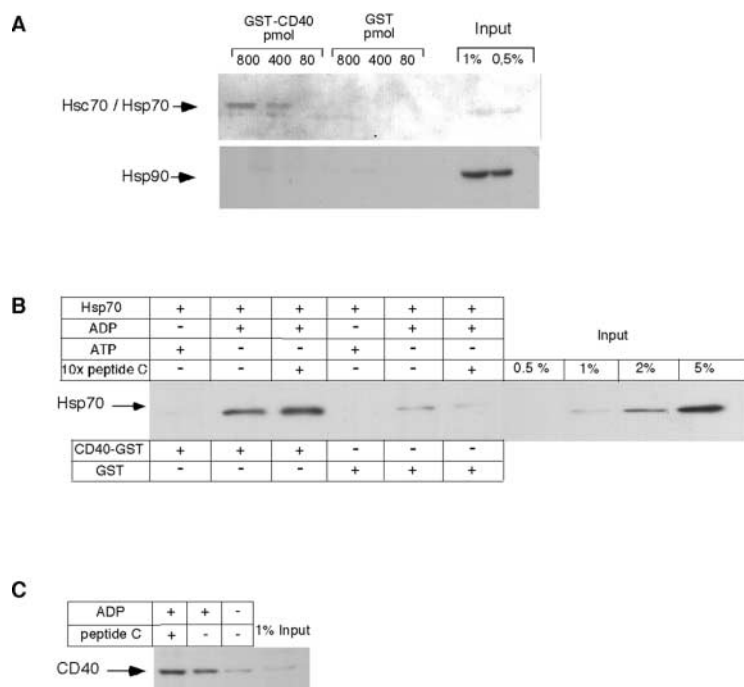 A
GST-CD40 GST
pmol pmol Input
800 400 80 800 400 80 1% 0,5%
Hsc70 / Hsp70
Hsp90
B
Hsp70 + + + + + +
ADP - + + - + +
ATP + - - + - -
10x peptide C - - + - - +
Input
0.5 % 1% 2% 5%
Hsp70
CD40-GST + + + - - -
GST - - - + + +
C
ADP + + -
peptide C + - - 1% Input
CD40